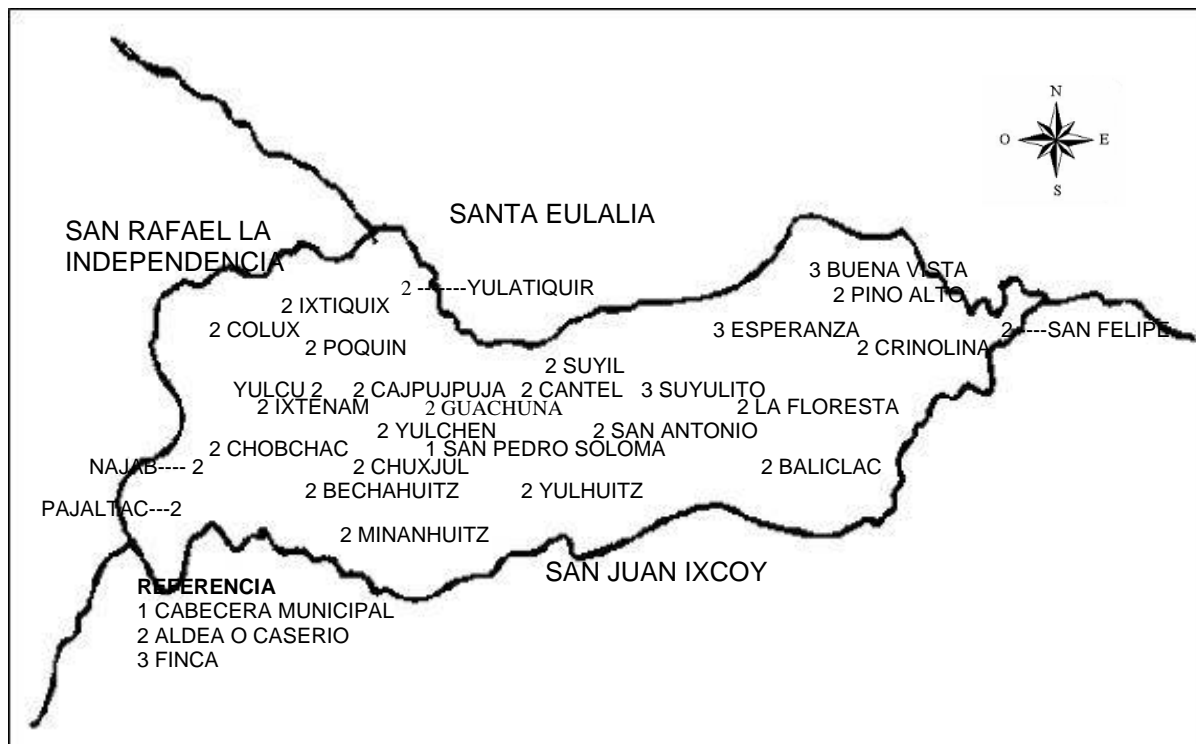 N
O E
S
SANTA EULALIA
SAN RAFAEL LA
INDEPENDENCIA
3 BUENA VISTA
2 -------YULATIQUIR
2 PINO ALTO
2 IXTIQUIX
2 COLUX
3 ESPERANZA
2-----SAN FELIPE
2 POQUIN
2 CRINOLINA
2 SUYIL
YULCU 2
2 CAJPUJPUJA
2 CANTEL
3 SUYULITO
2 IXTENAM
2 GUACHUNA
2 LA FLORESTA
2 YULCHEN
2 SAN ANTONIO
2 CHOBCHAC
1 SAN PEDRO SOLOMA
NAJAB---- 2
2 CHUXJUL
2 BALICLAC
2 BECHAHUITZ
2 YULHUITZ
PAJALTAC---2
2 MINANHUITZ
SAN JUAN IXCOY
REFERENCIA
1 CABECERA MUNICIPAL
2 ALDEA O CASERIO
3 FINCA